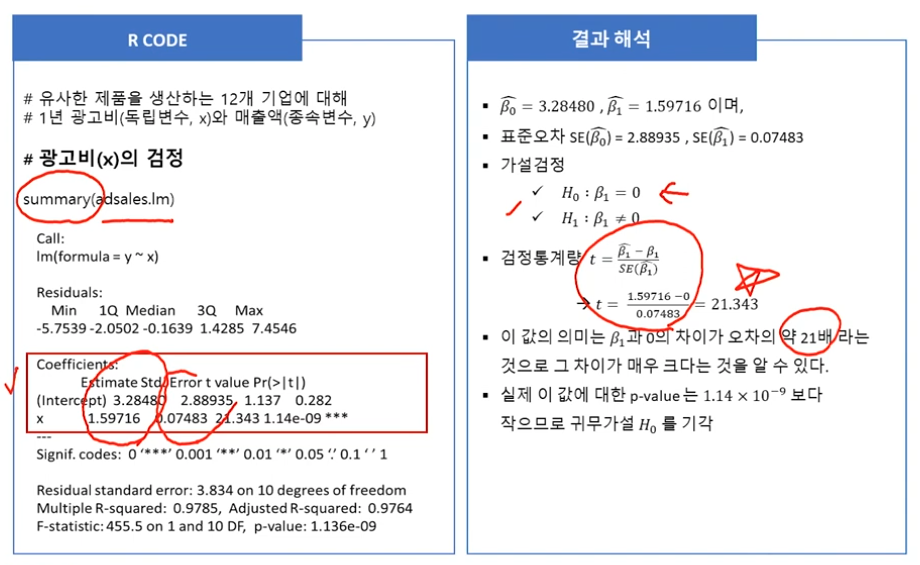 R CODE
# 유사한 제품을 생산하는 12개 기업에 대해
# 1년 광고비(독립변수, x)와 매출액(종속변수, y)
# 광고비(x)의 검정
summary(adsales.lm)
Call:
lm(formula = y ~ x)
Residuals:
Min 1Q Median 3Q Max
-5.7539 -2.0502 -0.1639 1.4285 7.4546
Coefficients:
Estimate Std. Error t value Pr(>|t|)
(Intercept) 3.28480 2.88935 1.137 0.282
x 1.59716 0.07483 21.343 1.14e-09 ***
---
Signif. codes: 0 ‘***’ 0.001 ‘**’ 0.01 ‘*’ 0.05 ‘.’ 0.1 ‘ ’ 1
Residual standard error: 3.834 on 10 degrees of freedom
Multiple R-squared: 0.9785, Adjusted R-squared: 0.9764
F-statistic: 455.5 on 1 and 10 DF, p-value: 1.136e-09
결과 해석
▪ $\widehat{\beta_0}$ = 3.28480 , $\widehat{\beta_1}$ = 1.59716 이며,
▪ 표준오차 SE($\widehat{\beta_0}$) = 2.88935 , SE($\widehat{\beta_1}$) = 0.07483
▪ 가설검정
✓ $H_0 : \beta_1 = 0$
✓ $H_1 : \beta_1 \neq 0$
▪ 검정통계량 $t = \frac{\widehat{\beta_1} - \beta_1}{SE(\widehat{\beta_1})}$
→ $t = \frac{1.59716 - 0}{0.07483} = 21.343$
▪ 이 값의 의미는 $\beta_1$과 0의 차이가 오차의 약 21배 라는
것으로 그 차이가 매우 크다는 것을 알 수 있다.
▪ 실제 이 값에 대한 p-value 는 $1.14 \times 10^{-9}$ 보다
작으므로 귀무가설 $H_0$ 를 기각